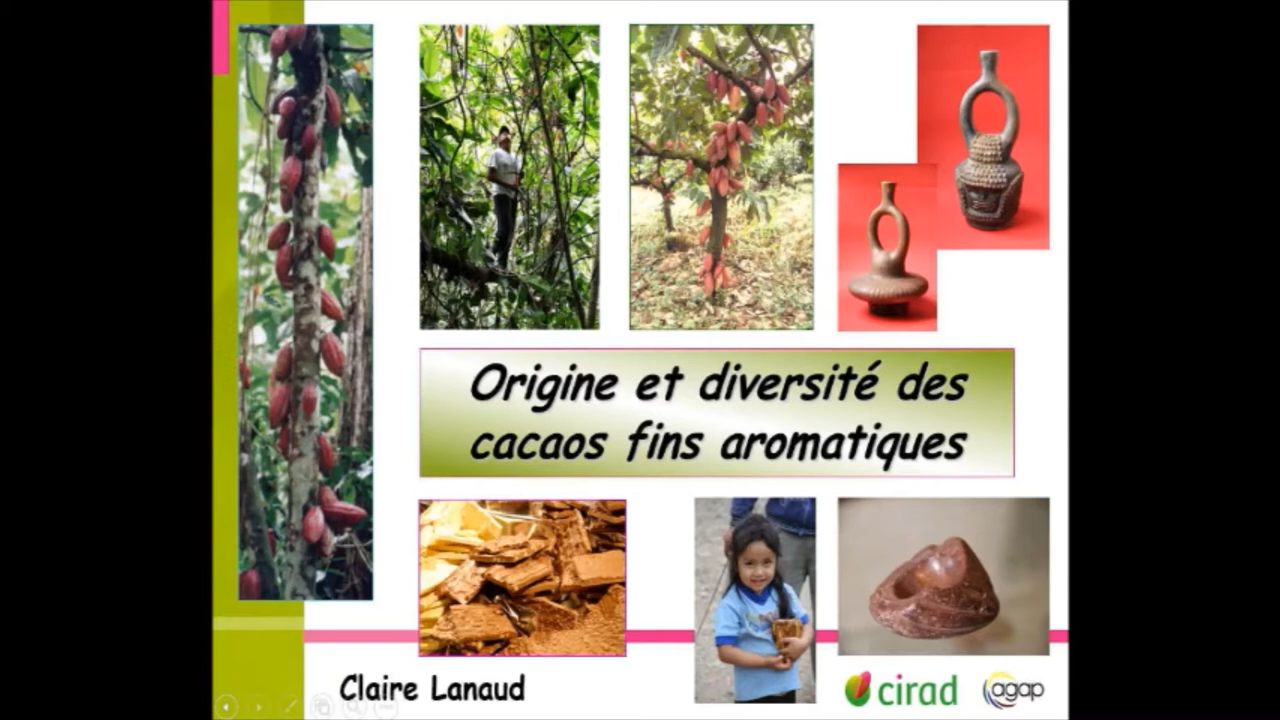 Origine et diversité des
cacaos fins aromatiques
Claire Lanaud
cirad
agap